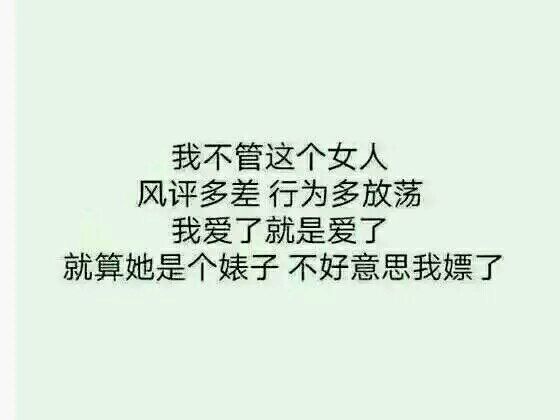 我不管这个女人
风评多差 行为多放荡
我爱了就是爱了
就算她是个婊子 不好意思我嫖了